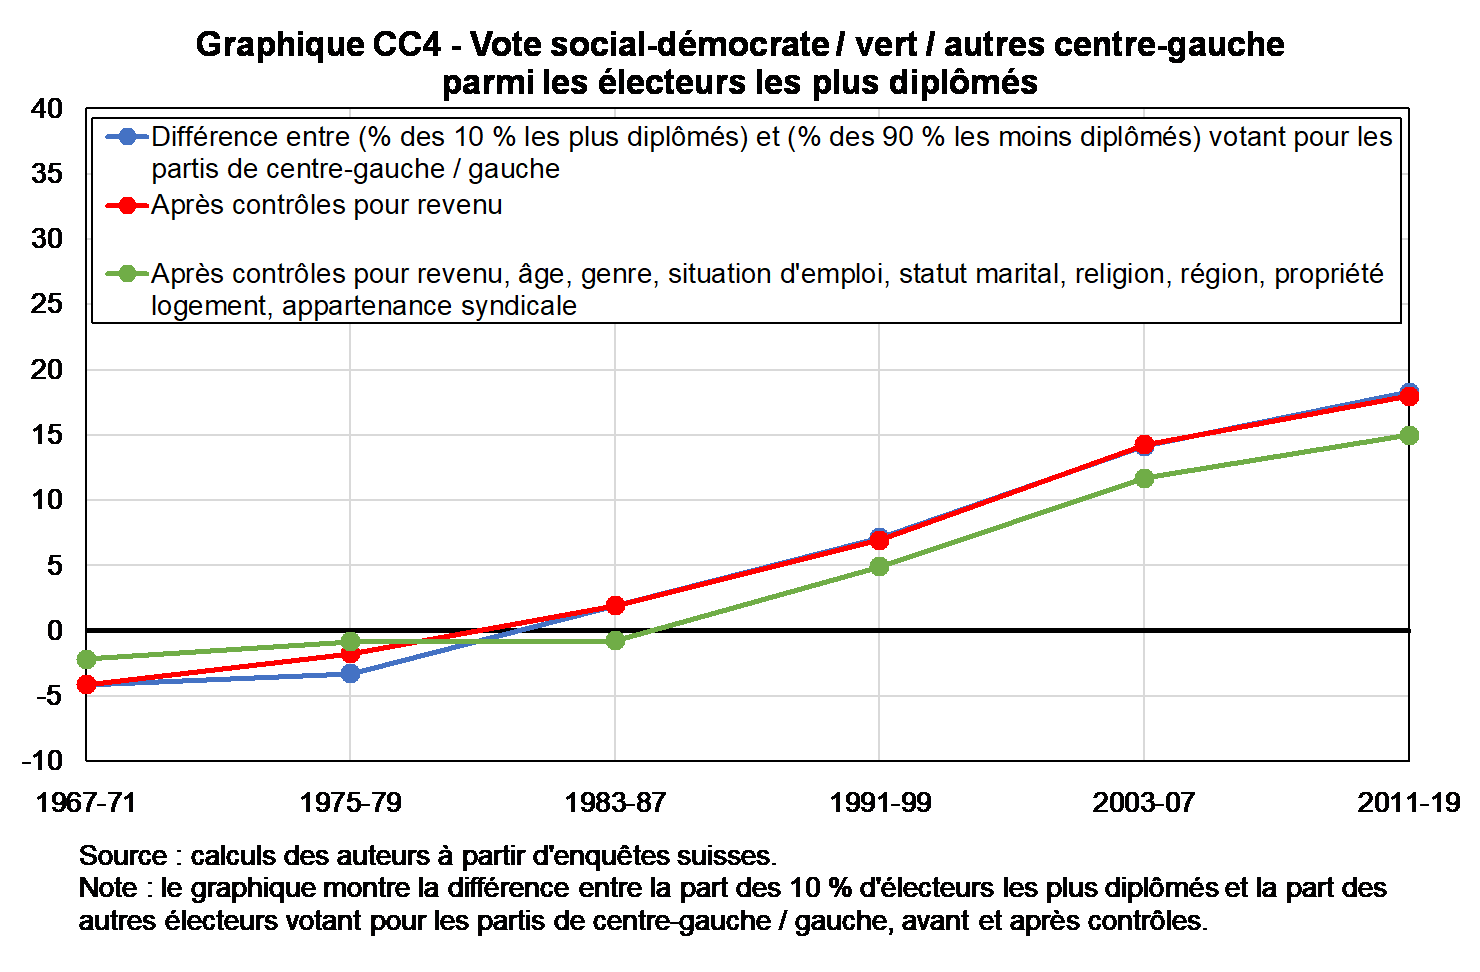 Graphique CC4 - Vote social-démocrate / vert / autres centre-gauche
parmi les électeurs les plus diplômés
40
35
30
25
20
15
10
5
0
-5
-10
Différence entre (% des 10 % les plus diplômés) et (% des 90 % les moins diplômés) votant pour les
partis de centre-gauche / gauche
Après contrôles pour revenu
Après contrôles pour revenu, âge, genre, situation d'emploi, statut marital, religion, région, propriété
logement, appartenance syndicale
1967-71 1975-79 1983-87 1991-99 2003-07 2011-19
Source : calculs des auteurs à partir d'enquêtes suisses.
Note : le graphique montre la différence entre la part des 10 % d'électeurs les plus diplômés et la part des
autres électeurs votant pour les partis de centre-gauche / gauche, avant et après contrôles.